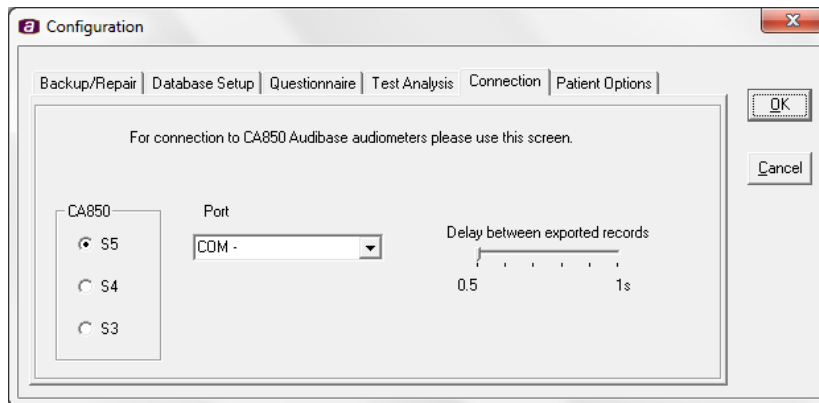 a Configuration
x
Backup/Repair Database Setup Questionnaire Test Analysis Connection Patient Options
OK
For connection to CA850 Audibase audiometers please use this screen.
Cancel
CA850
Port
S5
COM -
Delay between exported records
S4
0.5 1s
S3